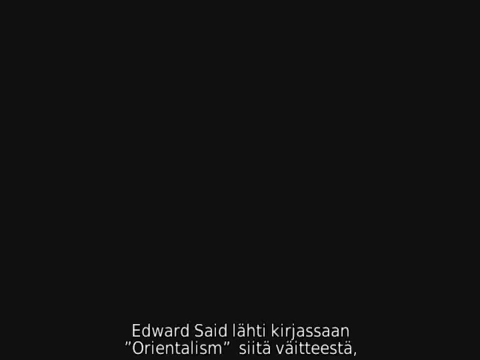 Edward Said lähti kirjassaan
”Orientalism” siitä väitteestä,